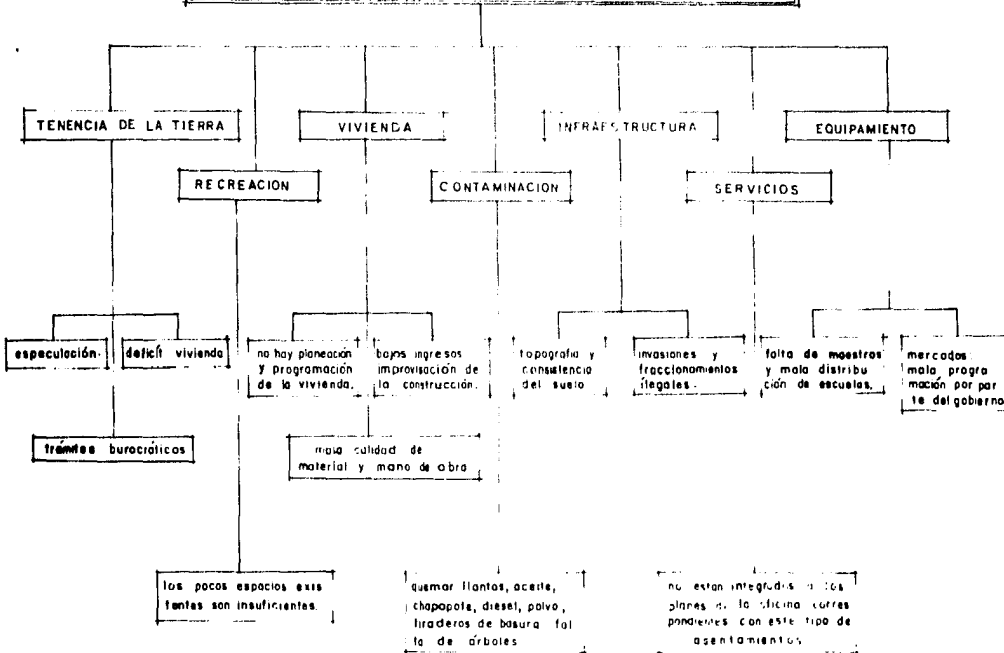 TENENCIA DE LA TIERRA
VIVIENDA
INFRAESTRUCTURA
EQUIPAMIENTO
RECREACION
CONTAMINACION
SERVICIOS
especulación.
deficít vivienda
no hay planeación
y programación
de la vivienda.
bajos ingresos
improvisación de
la construcción.
topografía y
consistencia
del suelo
invasiones y
fraccionamientos
ilegales.
falta de maestros
y mala distribu
ción de escuelas.
mercados:
mala progra
mación por par
te del gobierno
trámites burocráticos
mala calidad de
material y mano de obra
los pocos espacios exis
tentes son insuficientes.
quemar llantas, aceite,
chapopote, diesel, polvo,
tiraderos de basura fal
ta de árboles
no estan integrados a los
planes de la oficina corres
pondientes con este tipo de
asentamientos